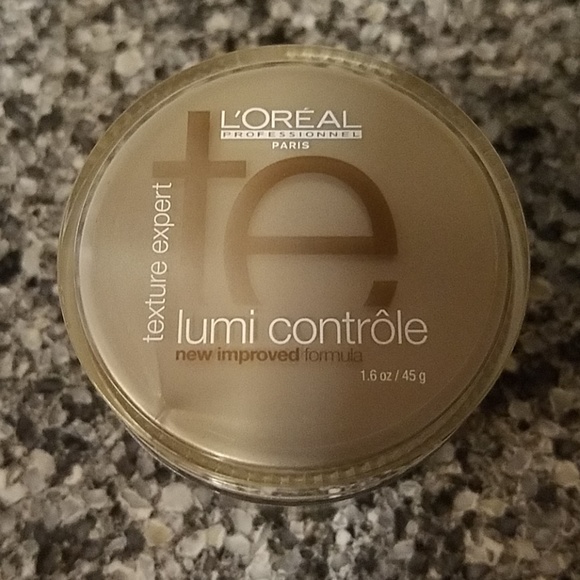 te
L'ORÉAL
PROFESSIONNEL
PARIS
texture expert
lumi contrôle
new improved formula
1.6 oz / 45 g